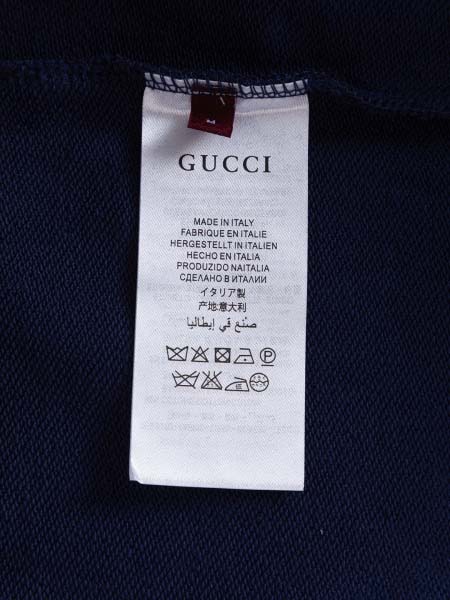 M
GUCCI
MADE IN ITALY
FABRIQUE EN ITALIE
HERGESTELLT IN ITALIEN
HECHO EN ITALIA
PRODUZIDO NAITALIA
СДЕЛАНО В ИТАЛИИ
イタリア製
产地:意大利
صنع في إيطاليا
P